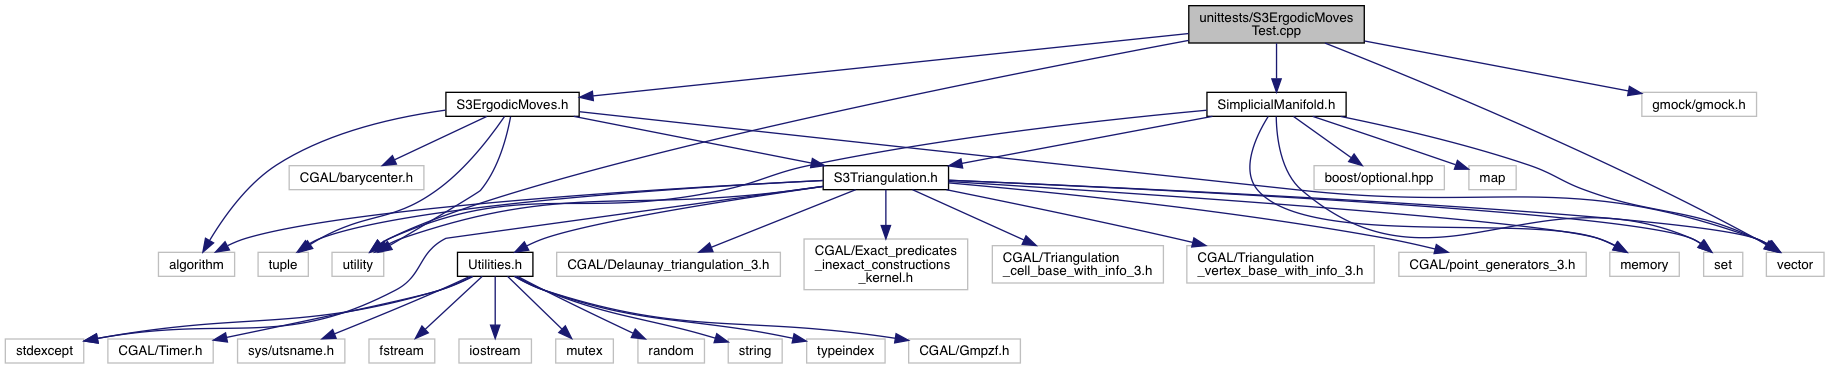 unittests/S3ErgodicMoves
Test.cpp
S3ErgodicMoves.h
SimplicialManifold.h
gmock/gmock.h
CGAL/barycenter.h
S3Triangulation.h
boost/optional.hpp
map
algorithm
tuple
utility
Utilities.h
CGAL/Delaunay_triangulation_3.h
CGAL/Exact_predicates
_inexact_constructions
_kernel.h
CGAL/Triangulation
_cell_base_with_info_3.h
CGAL/Triangulation
_vertex_base_with_info_3.h
CGAL/point_generators_3.h
memory
set
vector
stdexcept
CGAL/Timer.h
sys/utsname.h
fstream
iostream
mutex
random
string
typeindex
CGAL/Gmpzf.h